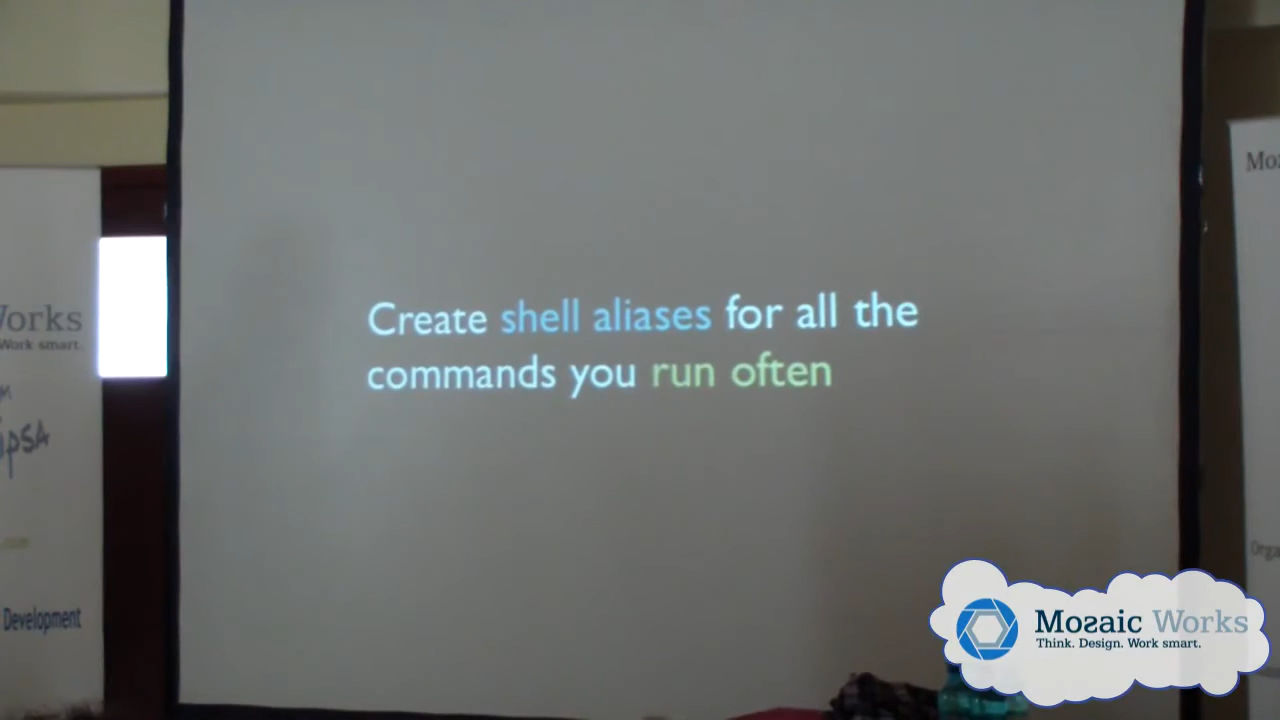 Create shell aliases for all the
commands you run often
Works
Work smart.
Development
Mosaic Works
Think. Design. Work smart.